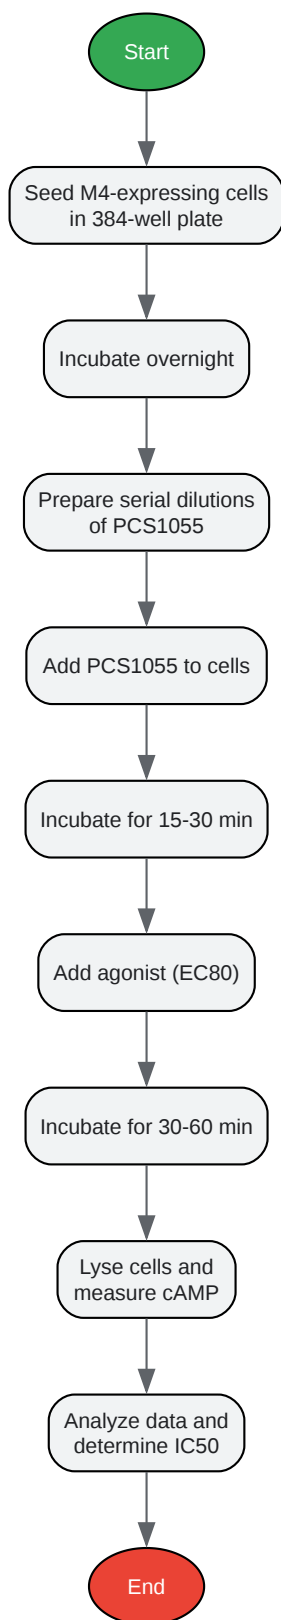 Start
Seed M4-expressing cells
in 384-well plate
Incubate overnight
Prepare serial dilutions
of PCS1055
Add PCS1055 to cells
Incubate for 15-30 min
Add agonist (EC80)
Incubate for 30-60 min
Lyse cells and
measure cAMP
Analyze data and
determine IC50
End